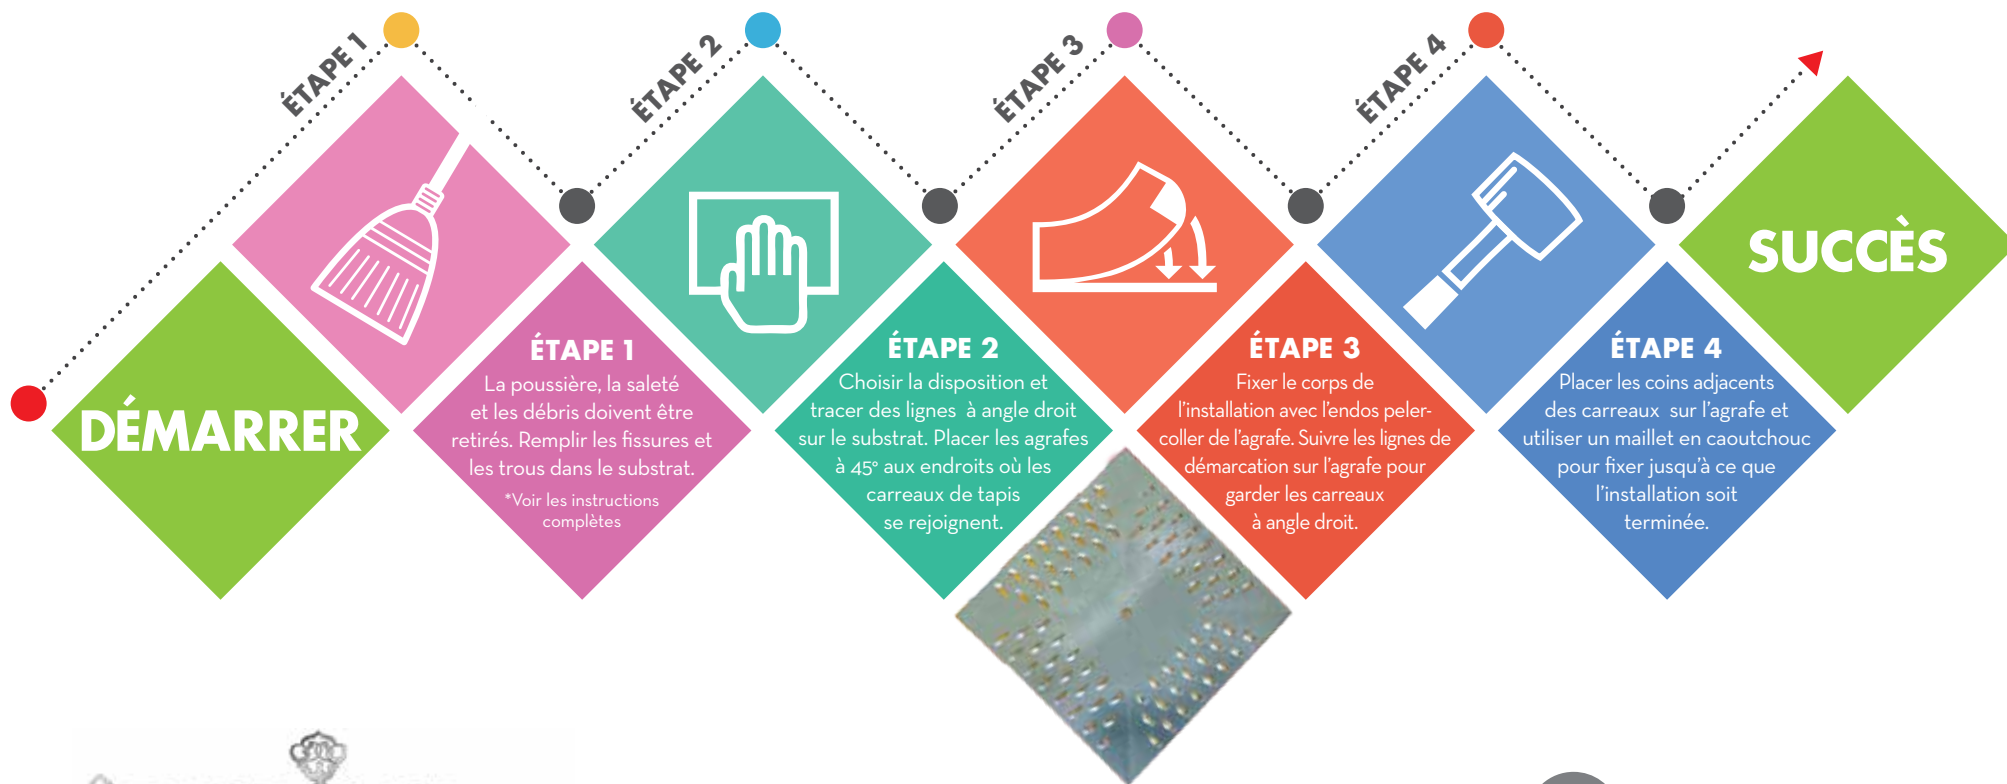 ÉTAPE 1
ÉTAPE 2
ÉTAPE 3
ÉTAPE 4
DÉMARRER
ÉTAPE 1
La poussière, la saleté
et les débris doivent être
retirés. Remplir les fissures et
les trous dans le substrat.
*Voir les instructions
complètes
ÉTAPE 2
Choisir la disposition et
tracer des lignes à angle droit
sur le substrat. Placer les agrafes
à 45º aux endroits où les
carreaux de tapis
se rejoignent.
ÉTAPE 3
Fixer le corps de
l’installation avec l’endos peler-
coller de l’agrafe. Suivre les lignes de
démarcation sur l’agrafe pour
garder les carreaux
à angle droit.
ÉTAPE 4
Placer les coins adjacents
des carreaux sur l’agrafe et
utiliser un maillet en caoutchouc
pour fixer jusqu’à ce que
l’installation soit
terminée.
SUCCÈS